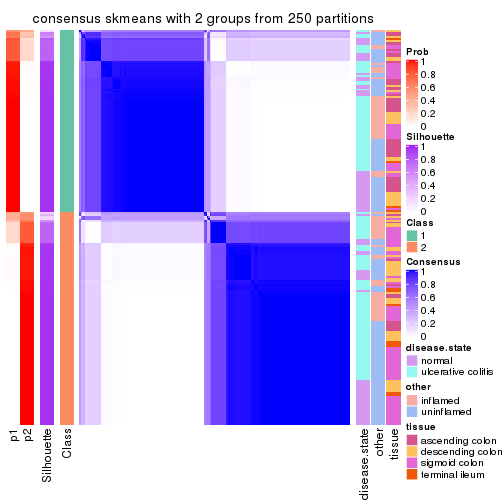 consensus skmeans with 2 groups from 250 partitions
Prob
1
0.8
0.6
0.4
0.2
0
Silhouette
1
0.8
0.6
0.4
0.2
0
Class
1
2
Consensus
1
0.8
0.6
0.4
0.2
0
disease.state
normal
ulcerative colitis
other
inflamed
uninflamed
tissue
ascending colon
descending colon
sigmoid colon
terminal ileum
p1
p2
Silhouette
Class
disease.state
other
tissue